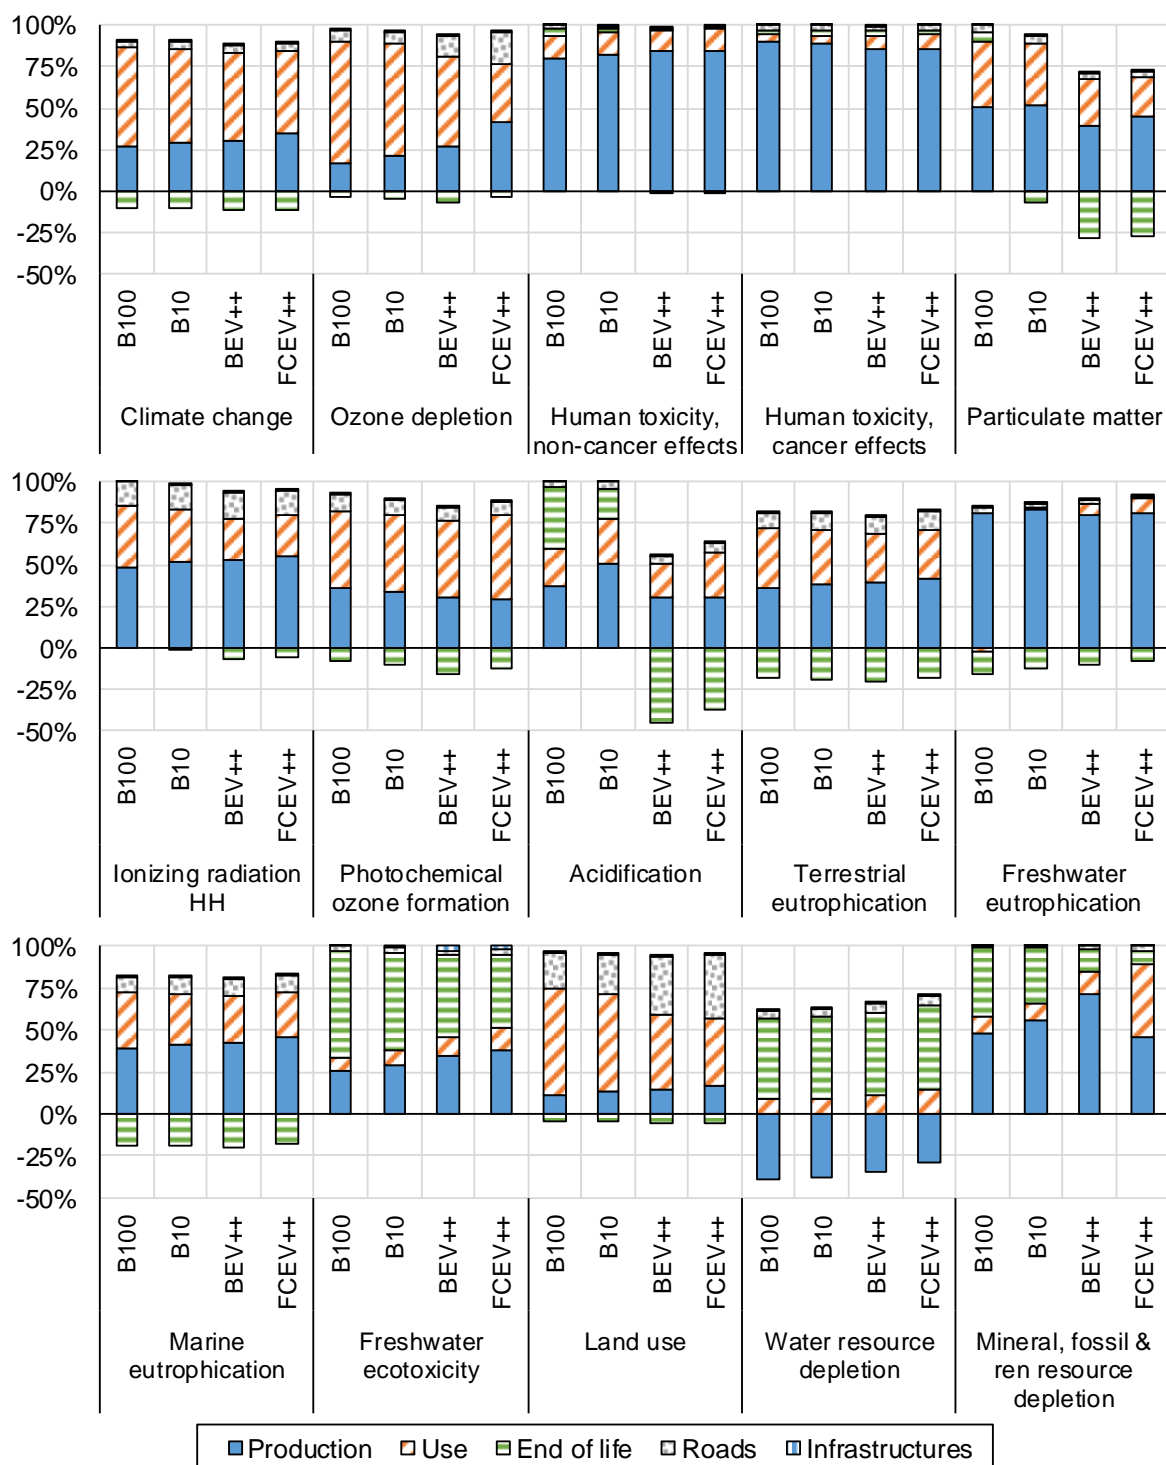 100%
75%
50%
25%
0%
-25%
-50%
B100 B10 BEV++ FCEV++ B100 B10 BEV++ FCEV++ B100 B10 BEV++ FCEV++ B100 B10 BEV++ FCEV++ B100 B10 BEV++ FCEV++
Climate change Ozone depletion Human toxicity, Human toxicity, Particulate matter
non-cancer effects cancer effects
100%
75%
50%
25%
0%
-25%
-50%
B100 B10 BEV++ FCEV++ B100 B10 BEV++ FCEV++ B100 B10 BEV++ FCEV++ B100 B10 BEV++ FCEV++ B100 B10 BEV++ FCEV++
Ionizing radiation Photochemical Acidification Terrestrial Freshwater
HH ozone formation eutrophication eutrophication
100%
75%
50%
25%
0%
-25%
-50%
B100 B10 BEV++ FCEV++ B100 B10 BEV++ FCEV++ B100 B10 BEV++ FCEV++ B100 B10 BEV++ FCEV++ B100 B10 BEV++ FCEV++
Marine Freshwater Land use Water resource Mineral, fossil &
eutrophication ecotoxicity depletion ren resource
depletion
Production Use End of life Roads Infrastructures